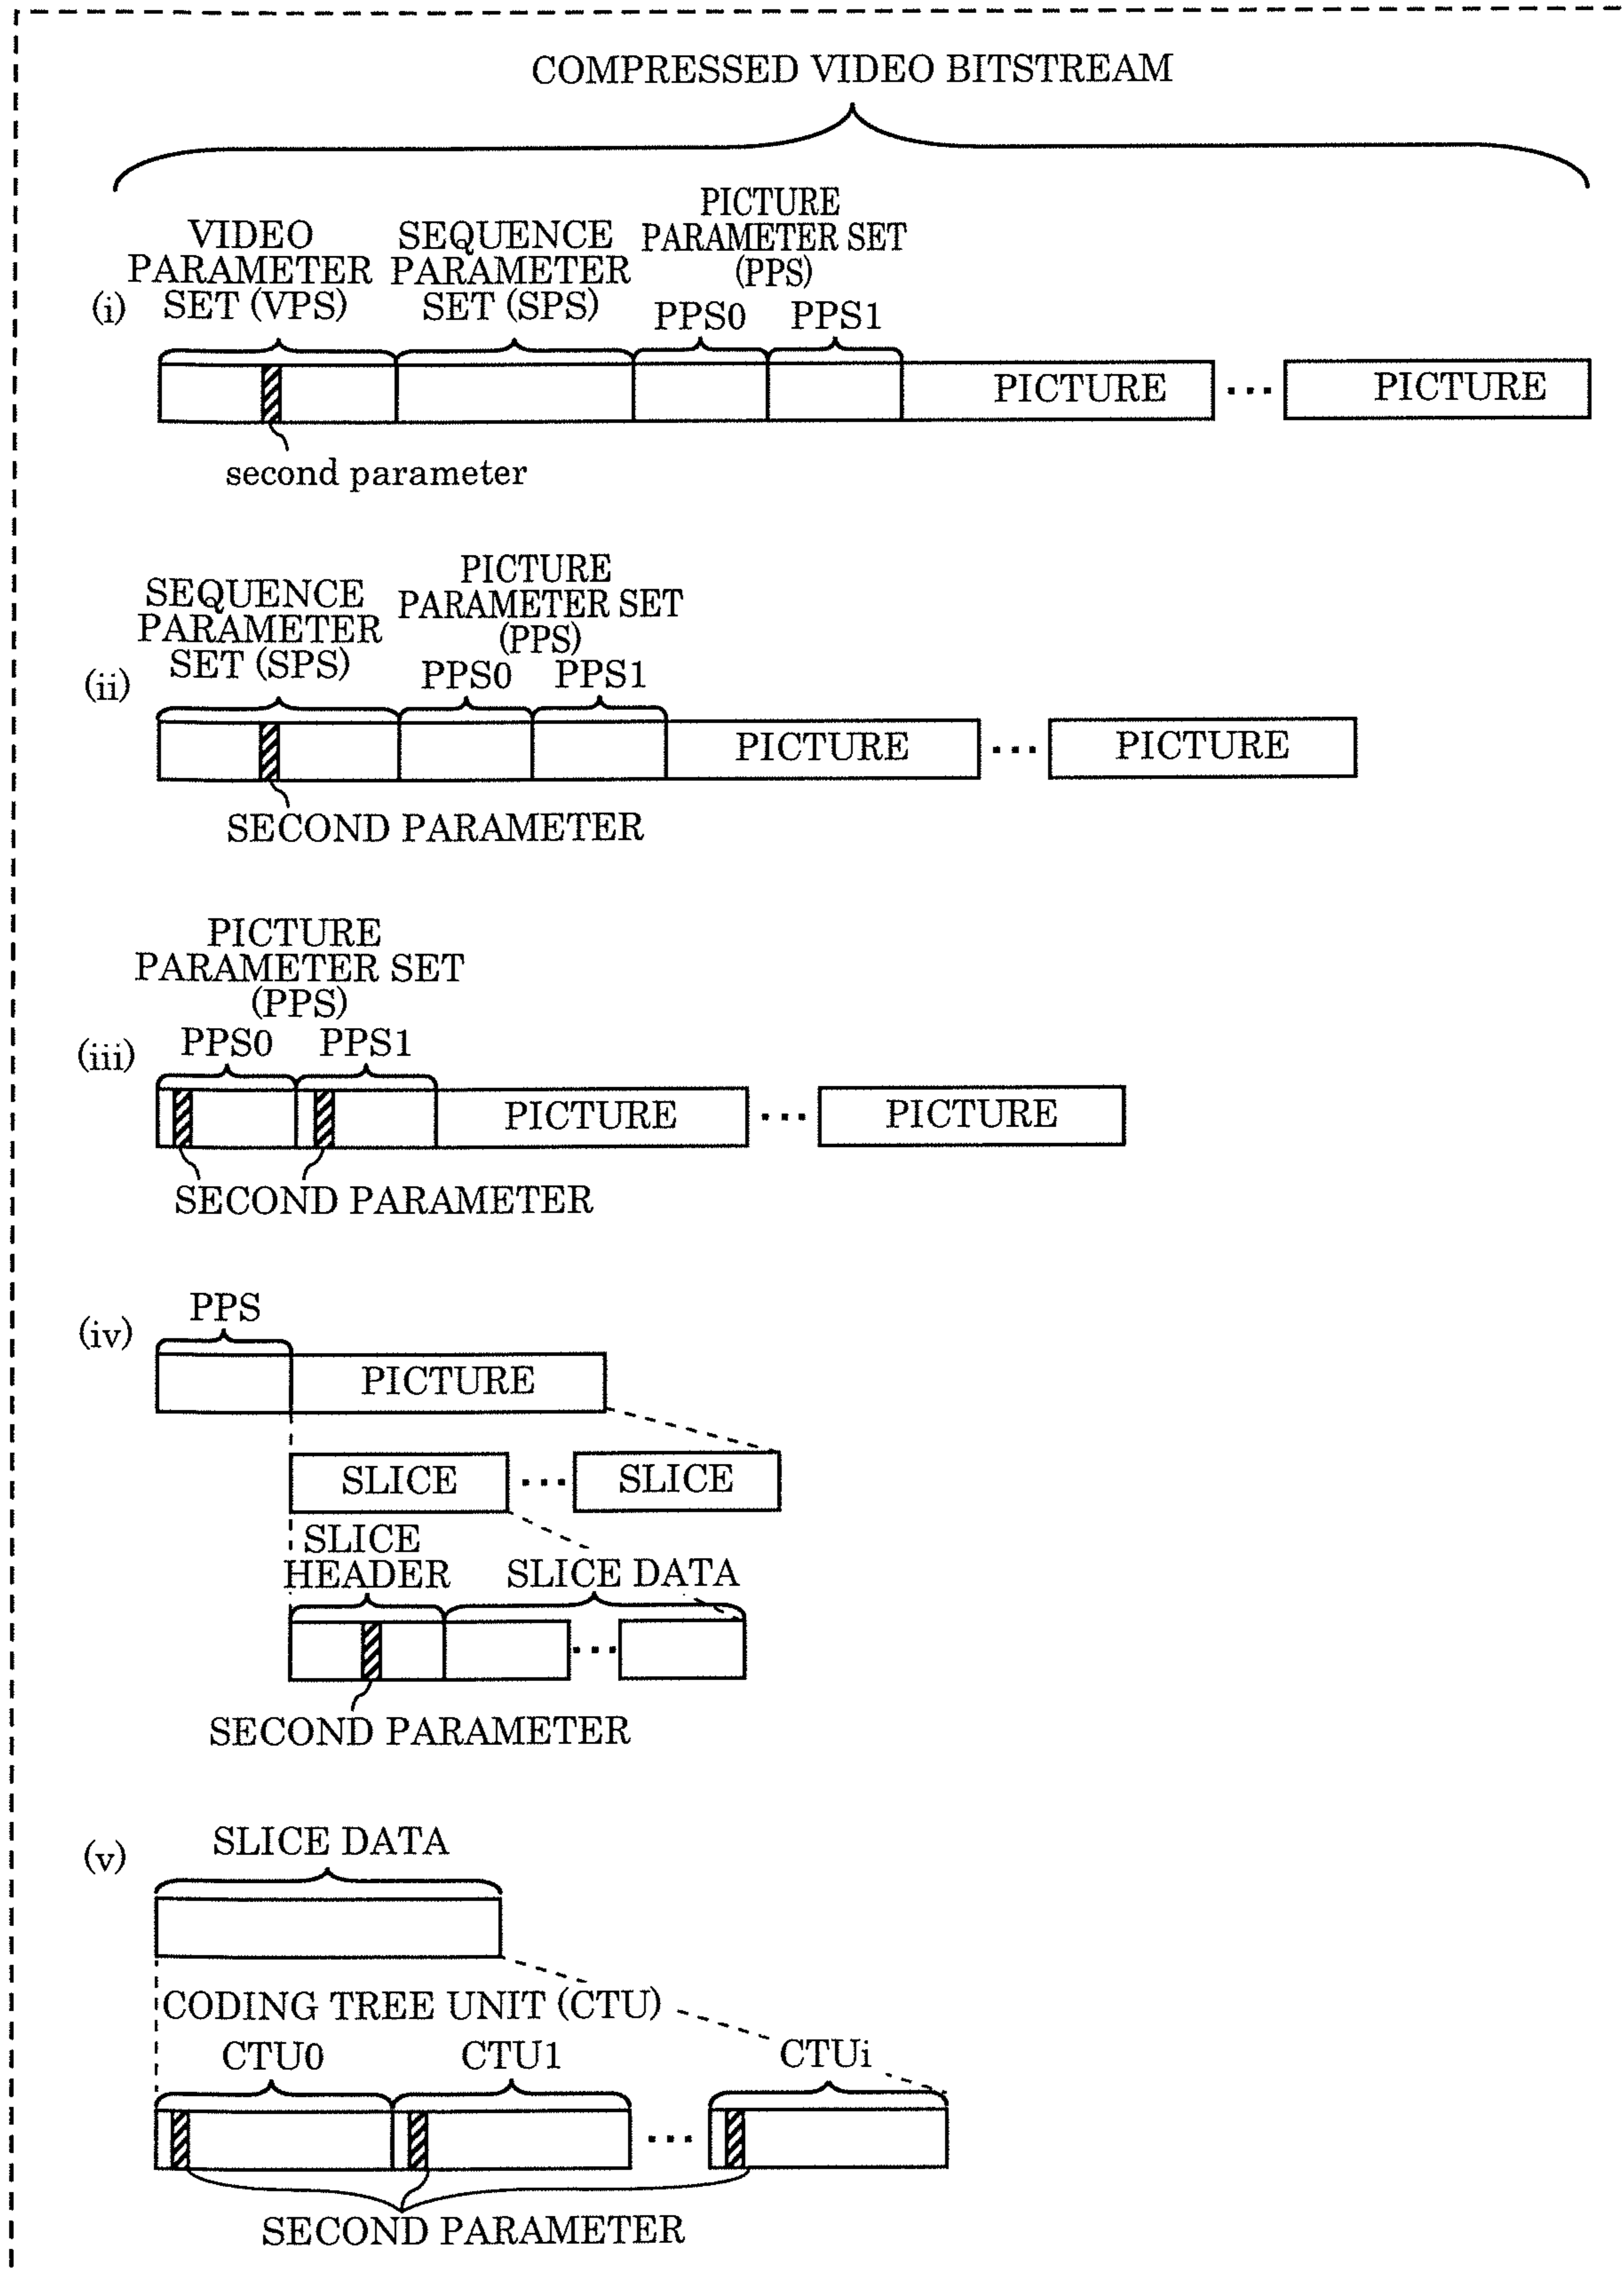 COMPRESSED VIDEO BITSTREAM
(i)
VIDEO
PARAMETER
SET (VPS)
SEQUENCE
PARAMETER
SET (SPS)
PICTURE
PARAMETER SET
(PPS)
PPS0 PPS1
PICTURE ... PICTURE
second parameter
(ii)
SEQUENCE
PARAMETER
SET (SPS)
PICTURE
PARAMETER SET
(PPS)
PPS0 PPS1
PICTURE ... PICTURE
SECOND PARAMETER
(iii)
PICTURE
PARAMETER SET
(PPS)
PPS0 PPS1
PICTURE ... PICTURE
SECOND PARAMETER
(iv)
PPS
PICTURE
SLICE ... SLICE
SLICE
HEADER
SLICE DATA
...
SECOND PARAMETER
(v)
SLICE DATA
CODING TREE UNIT (CTU)
CTU0 CTU1 CTUi
...
SECOND PARAMETER